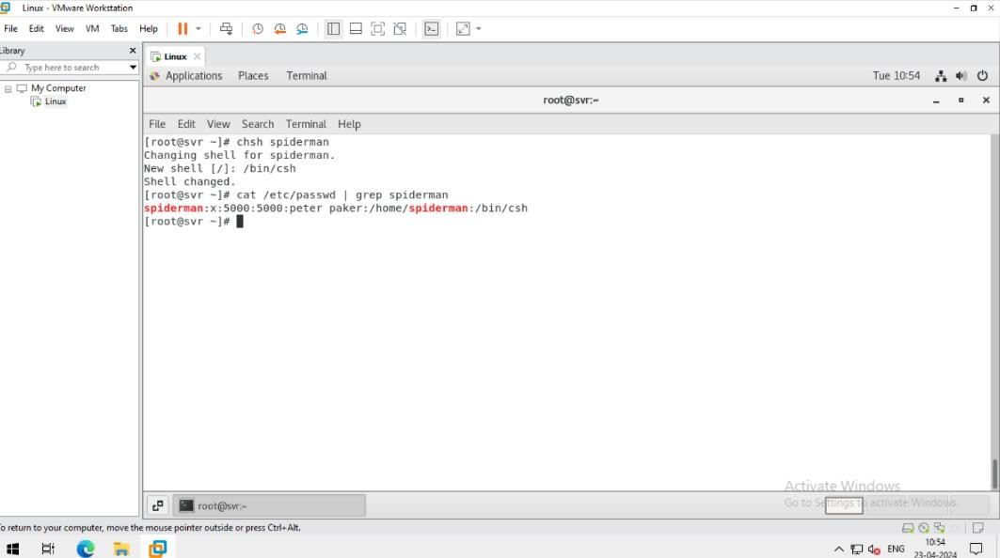 Linux - VMware Workstation
File Edit View VM Tabs Help
Library
Type here to search
My Computer
Linux
Linux
Applications Places Terminal Tue 10:54
root@svr:~
File Edit View Search Terminal Help
[root@svr ~]# chsh spiderman
Changing shell for spiderman.
New shell [/]: /bin/csh
Shell changed.
[root@svr ~]# cat /etc/passwd | grep spiderman
spiderman:x:5000:5000:peter paker:/home/spiderman:/bin/csh
[root@svr ~]#
Activate Windows
Go to Settings to activate Windows.
root@svr:~
To return to your computer, move the mouse pointer outside or press Ctrl+Alt.
ENG
10:54
23-04-2024